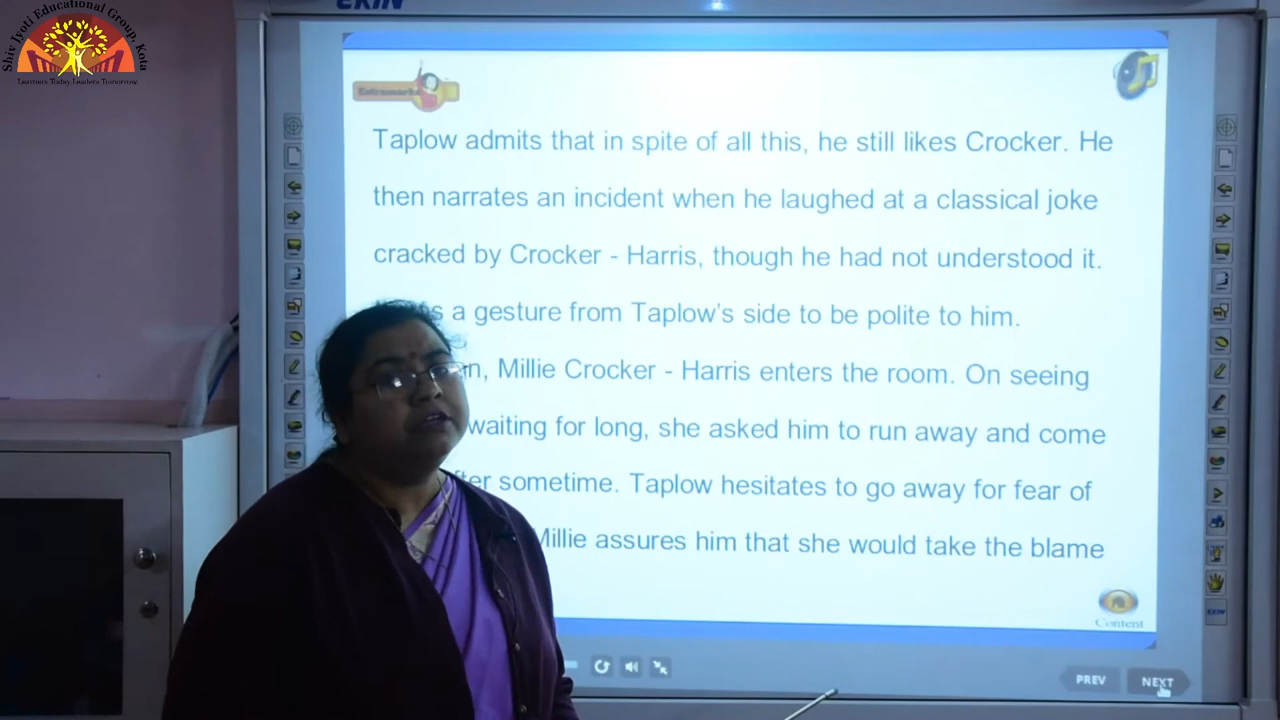 EKIN
Shiv Jyoti Educational Group, Kota
Learners Today, Leaders Tomorrow.
Extramarks
Taplow admits that in spite of all this, he still likes Crocker. He
then narrates an incident when he laughed at a classical joke
cracked by Crocker - Harris, though he had not understood it.
a gesture from Taplow's side to be polite to him.
Millie Crocker - Harris enters the room. On seeing
waiting for long, she asked him to run away and come
sometime. Taplow hesitates to go away for fear of
Millie assures him that she would take the blame
Content
PREV
NEXT
EKIN